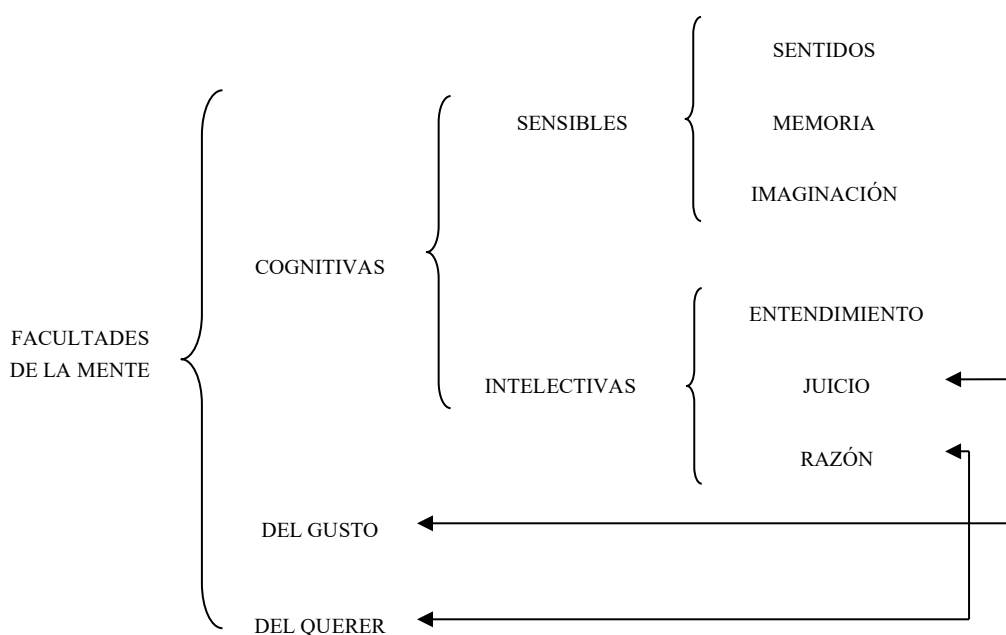 FACULTADES
DE LA MENTE
COGNITIVAS
SENSIBLES
SENTIDOS
MEMORIA
IMAGINACIÓN
INTELECTIVAS
ENTENDIMIENTO
JUICIO
RAZÓN
DEL GUSTO
DEL QUERER